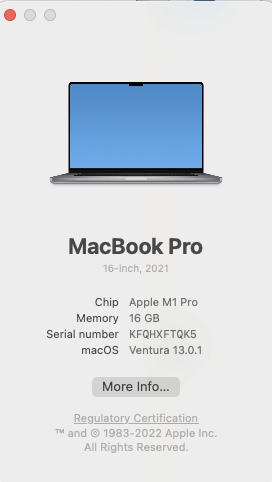 MacBook Pro
16-inch, 2021
Chip Apple M1 Pro
Memory 16 GB
Serial number KFQHXFTQK5
macOS Ventura 13.0.1
More Info...
Regulatory Certification
™ and © 1983-2022 Apple Inc.
All Rights Reserved.